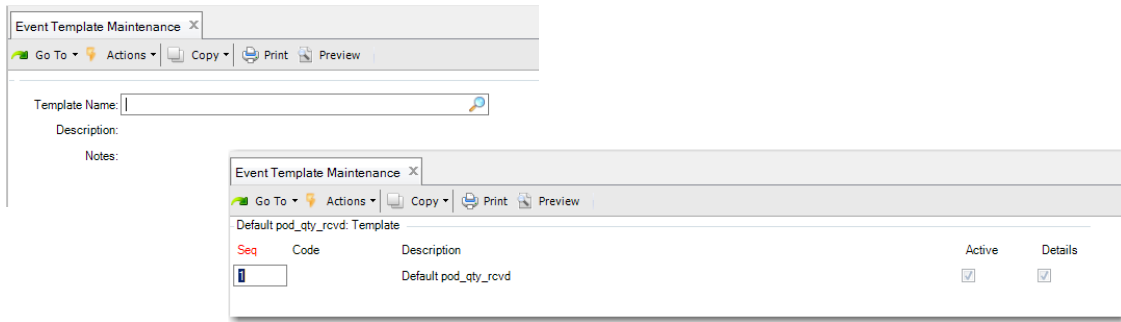 Event Template Maintenance X
Go To Actions Copy Print Preview
Template Name:
Description:
Notes:
Event Template Maintenance X
Go To Actions Copy Print Preview
Default pod_qty_rcvd: Template
Seq Code Description Active Details
1 Default pod_qty_rcvd